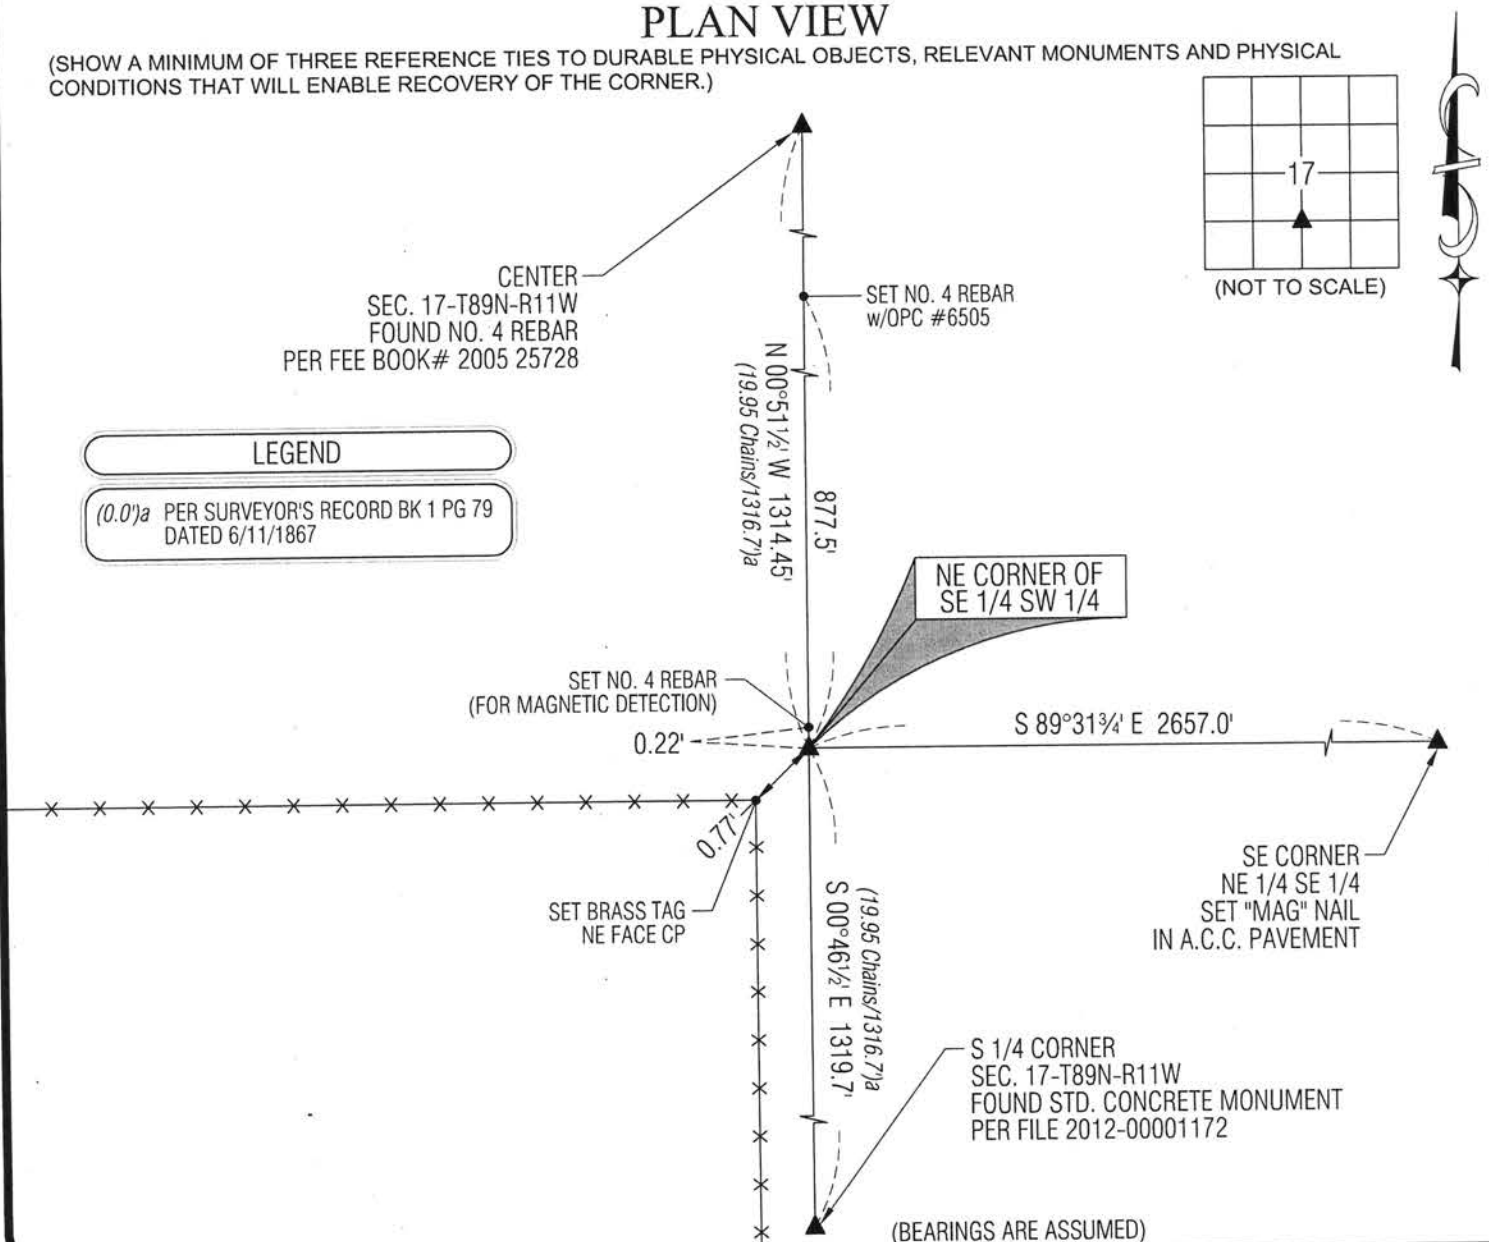 PLAN VIEW
(SHOW A MINIMUM OF THREE REFERENCE TIES TO DURABLE PHYSICAL OBJECTS, RELEVANT MONUMENTS AND PHYSICAL
CONDITIONS THAT WILL ENABLE RECOVERY OF THE CORNER.)
17
(NOT TO SCALE)
CENTER
SEC. 17-T89N-R11W
FOUND NO. 4 REBAR
PER FEE BOOK# 2005 25728
SET NO. 4 REBAR
w/OPC #6505
N 00°51½' W 1314.45'
(19.95 Chains/1316.7')a
877.5'
LEGEND
(0.0')a PER SURVEYOR'S RECORD BK 1 PG 79
DATED 6/11/1867
NE CORNER OF
SE 1/4 SW 1/4
SET NO. 4 REBAR
(FOR MAGNETIC DETECTION)
0.22'
S 89°31¾' E 2657.0'
0.77'
SET BRASS TAG
NE FACE CP
SE CORNER
NE 1/4 SE 1/4
SET "MAG" NAIL
IN A.C.C. PAVEMENT
(19.95 Chains/1316.7')a
S 00°46½' E 1319.7'
S 1/4 CORNER
SEC. 17-T89N-R11W
FOUND STD. CONCRETE MONUMENT
PER FILE 2012-00001172
(BEARINGS ARE ASSUMED)